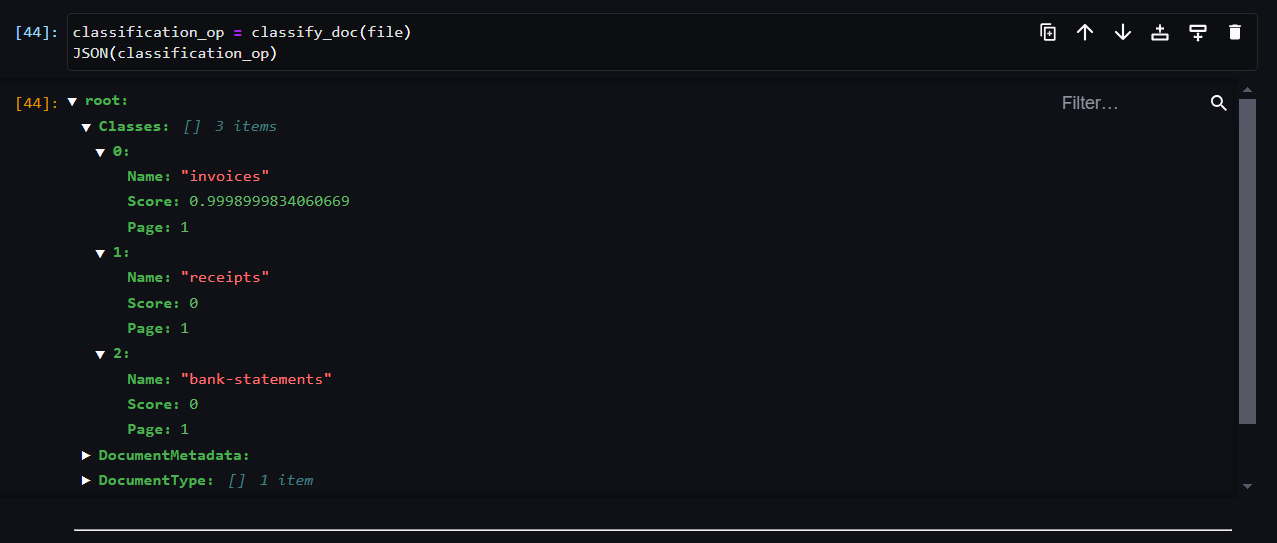 [44]: classification_op = classify_doc(file)
JSON(classification_op)
[44]: root:
Filter…
Classes: [] 3 items
0:
Name: "invoices"
Score: 0.9998999834060669
Page: 1
1:
Name: "receipts"
Score: 0
Page: 1
2:
Name: "bank-statements"
Score: 0
Page: 1
DocumentMetadata:
DocumentType: [] 1 item